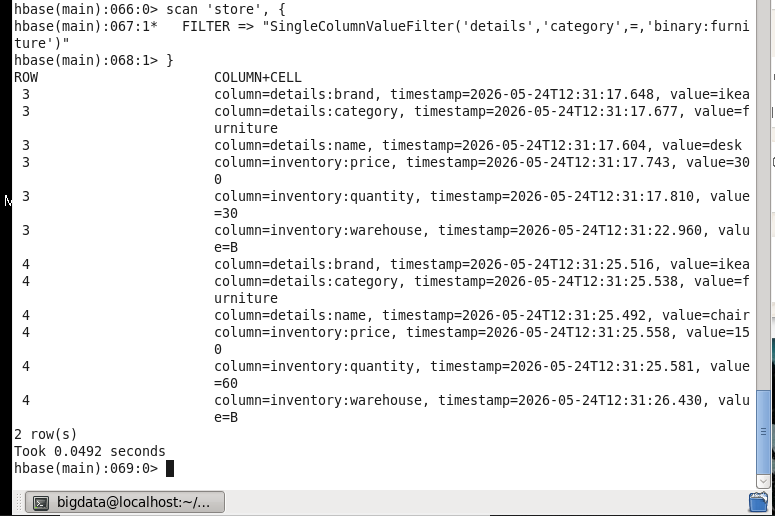 hbase(main):066:0> scan 'store', {
hbase(main):067:1*   FILTER => "SingleColumnValueFilter('details','category',=,'binary:furni
ture')"
hbase(main):068:1> }
ROW                      COLUMN+CELL
 3                       column=details:brand, timestamp=2026-05-24T12:31:17.648, value=ikea
 3                       column=details:category, timestamp=2026-05-24T12:31:17.677, value=f
                         urniture
 3                       column=details:name, timestamp=2026-05-24T12:31:17.604, value=desk
 3                       column=inventory:price, timestamp=2026-05-24T12:31:17.743, value=30
                         0
 3                       column=inventory:quantity, timestamp=2026-05-24T12:31:17.810, value
                         =30
 3                       column=inventory:warehouse, timestamp=2026-05-24T12:31:22.960, valu
                         e=B
 4                       column=details:brand, timestamp=2026-05-24T12:31:25.516, value=ikea
 4                       column=details:category, timestamp=2026-05-24T12:31:25.538, value=f
                         urniture
 4                       column=details:name, timestamp=2026-05-24T12:31:25.492, value=chair
 4                       column=inventory:price, timestamp=2026-05-24T12:31:25.558, value=15
                         0
 4                       column=inventory:quantity, timestamp=2026-05-24T12:31:25.581, value
                         =60
 4                       column=inventory:warehouse, timestamp=2026-05-24T12:31:26.430, valu
                         e=B
2 row(s)
Took 0.0492 seconds
hbase(main):069:0>
bigdata@localhost:~/...